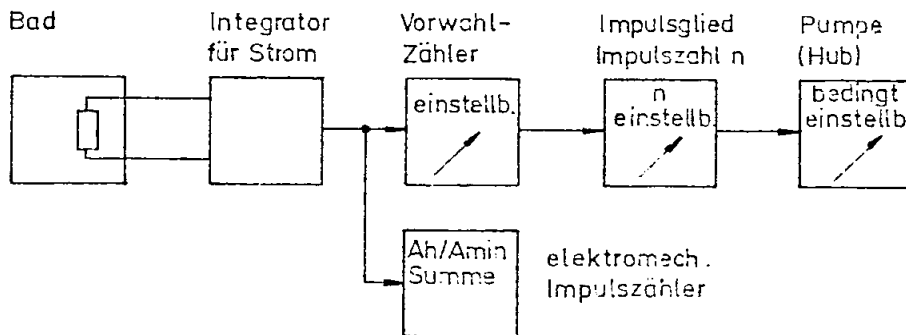 Bad
Integrator
für Strom
Vorwahl-
Zähler
Impulsglied
Impulszahl n
Pumpe
(Hub)
einstellb.
n
einstellb.
bedingt
einstellb.
Ah/Amin
Summe
elektromech.
Impulszähler